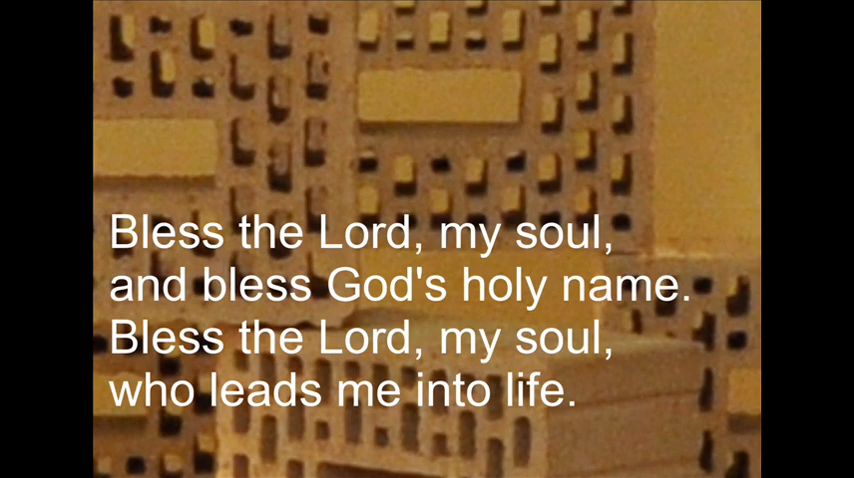 Bless the Lord, my soul,
and bless God's holy name.
Bless the Lord, my soul,
who leads me into life.